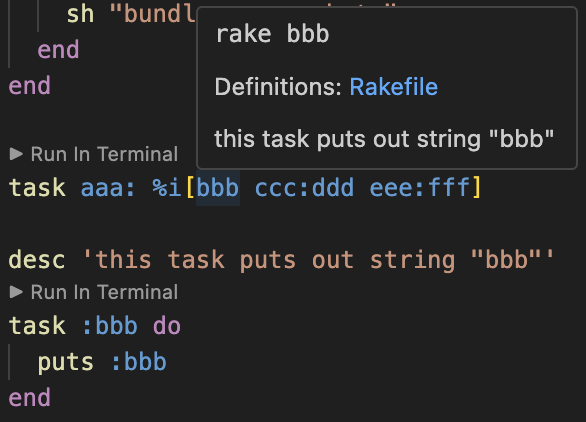 sh "bundl
rake bbb
Definitions: Rakefile
this task puts out string "bbb"
end
end
Run In Terminal
task aaa: %i[bbb ccc:ddd eee:fff]
desc 'this task puts out string "bbb"'
Run In Terminal
task :bbb do
puts :bbb
end